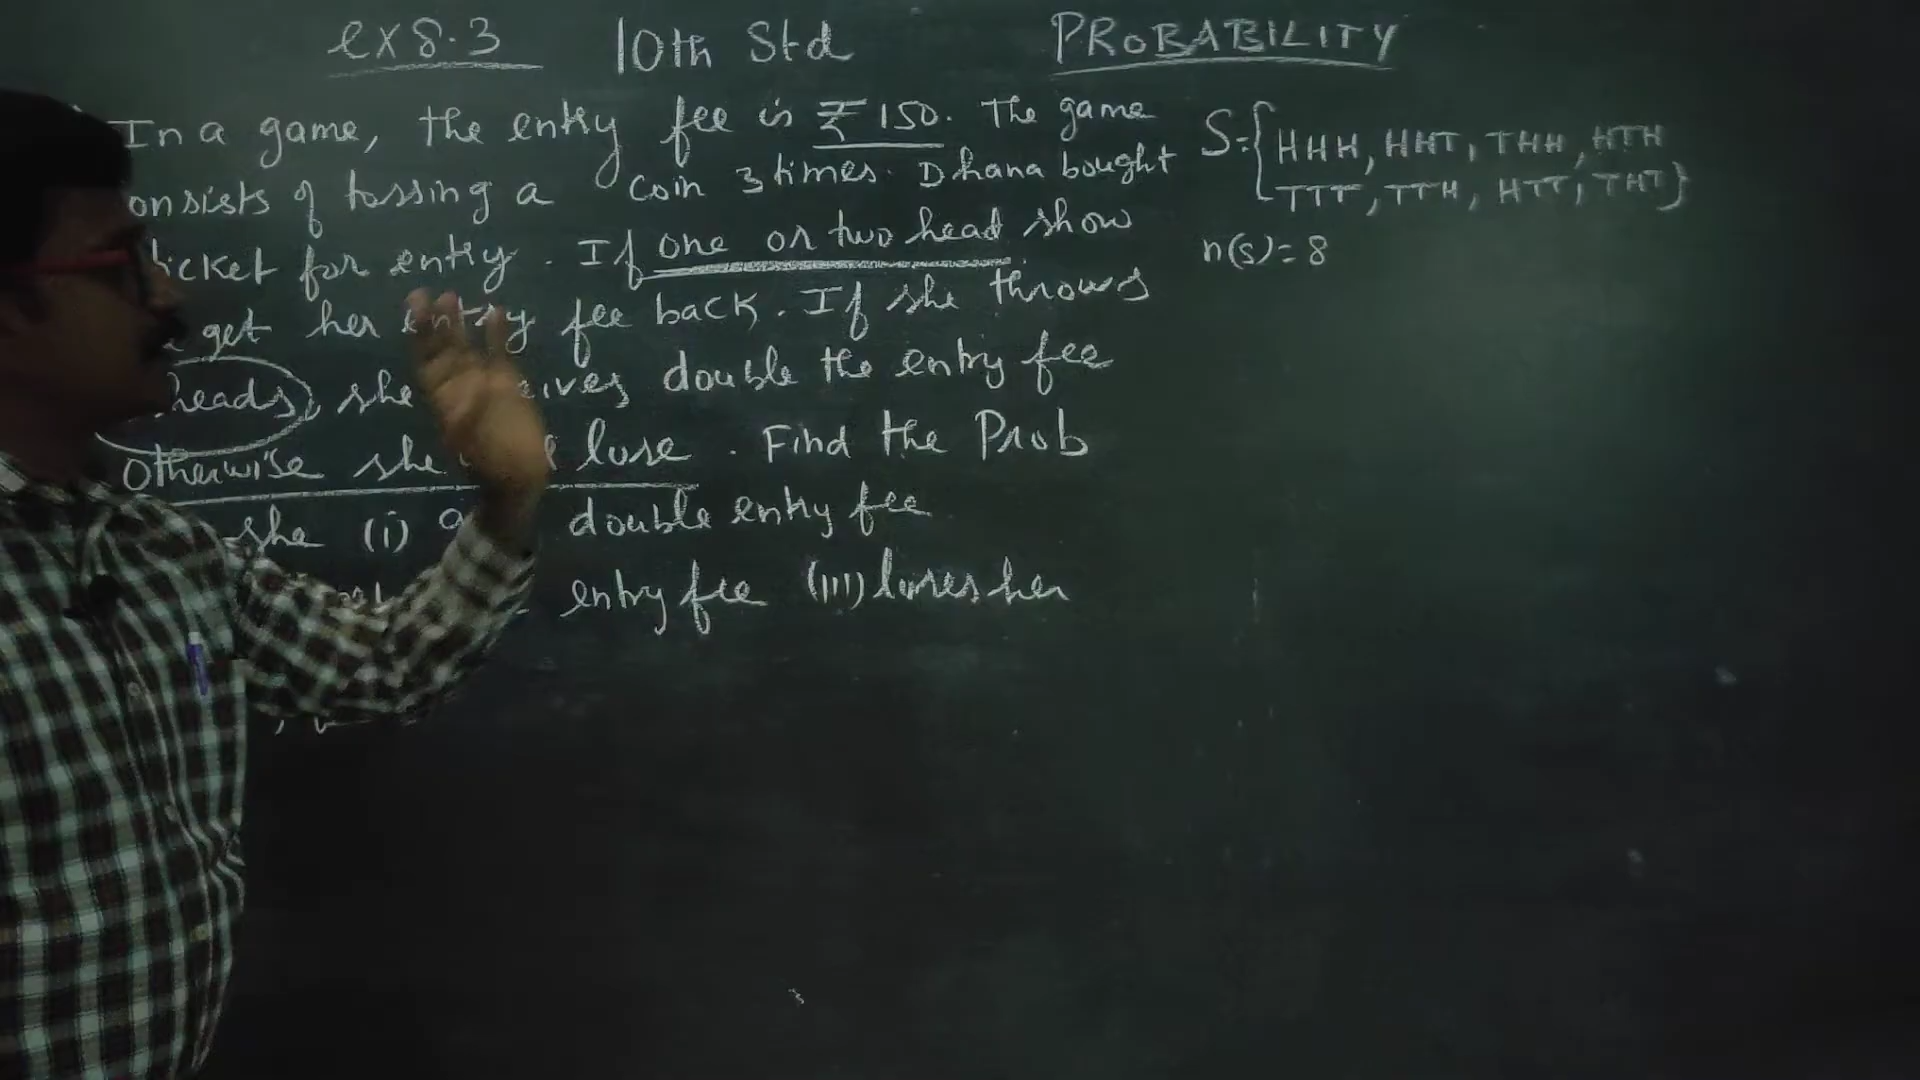 ex 8.3 10th Std PROBABILITY
In a game, the entry fee is ₹ 150. The game
onsists of tossing a coin 3 times. Dhana bought
ticket for entry. If one or two head show
get her entry fee back. If she throws
heads, she eives double the entry fee
Otherwise she lose. Find the Prob
she (i) double entry fee
entry fee (III) loses her
S={HHH, HHT, THH, HTH
TTT, TTH, HTT, THT}
n(s)=8